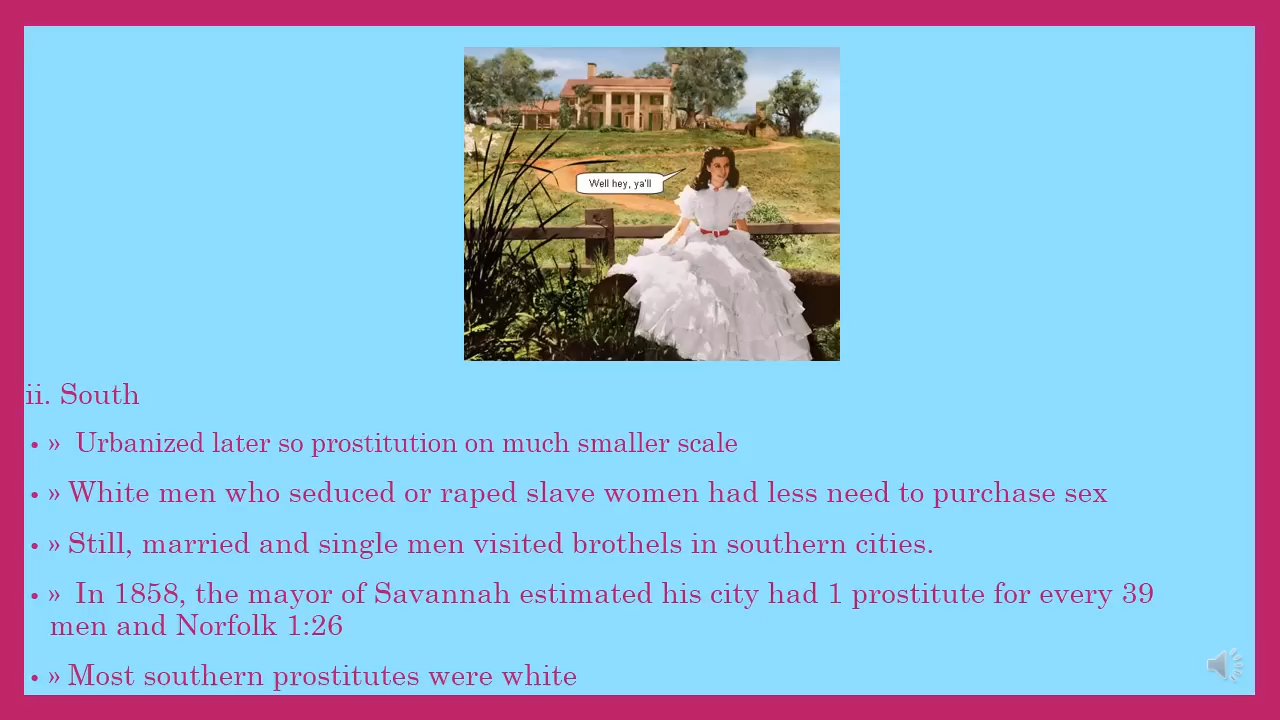 Well hey, ya'll
ii. South
• » Urbanized later so prostitution on much smaller scale
• » White men who seduced or raped slave women had less need to purchase sex
• » Still, married and single men visited brothels in southern cities.
• » In 1858, the mayor of Savannah estimated his city had 1 prostitute for every 39
men and Norfolk 1:26
• » Most southern prostitutes were white